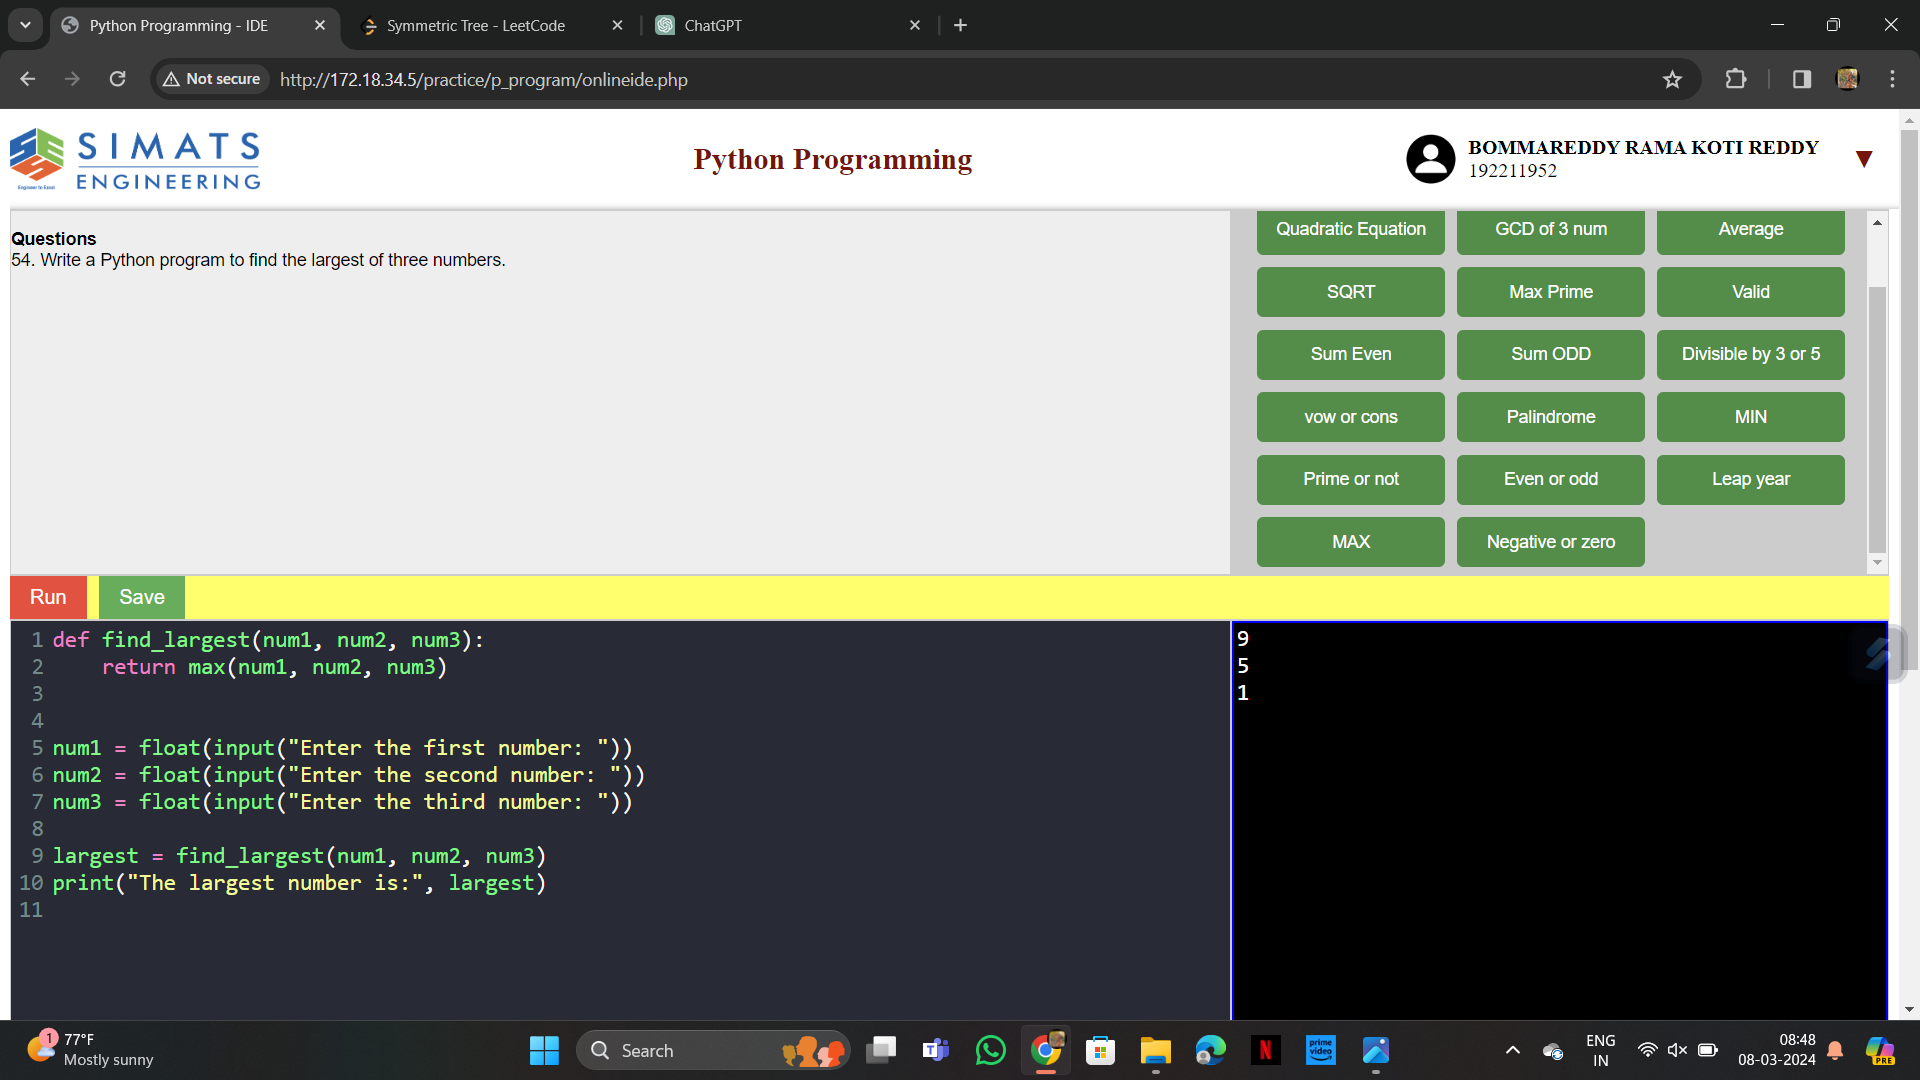 Python Programming - IDE
Symmetric Tree - LeetCode
ChatGPT
Not secure
http://172.18.34.5/practice/p_program/onlineide.php
SIMATS
ENGINEERING
Engineer to Excel
Python Programming
BOMMAREDDY RAMA KOTI REDDY
192211952
Questions
54. Write a Python program to find the largest of three numbers.
Quadratic Equation
GCD of 3 num
Average
SQRT
Max Prime
Valid
Sum Even
Sum ODD
Divisible by 3 or 5
vow or cons
Palindrome
MIN
Prime or not
Even or odd
Leap year
MAX
Negative or zero
Run
Save
1 def find_largest(num1, num2, num3):
2     return max(num1, num2, num3)
3
4
5 num1 = float(input("Enter the first number: "))
6 num2 = float(input("Enter the second number: "))
7 num3 = float(input("Enter the third number: "))
8
9 largest = find_largest(num1, num2, num3)
10 print("The largest number is:", largest)
11
9
5
1
1
77°F
Mostly sunny
Search
T
N
prime
video
ENG
IN
08:48
08-03-2024
PRE